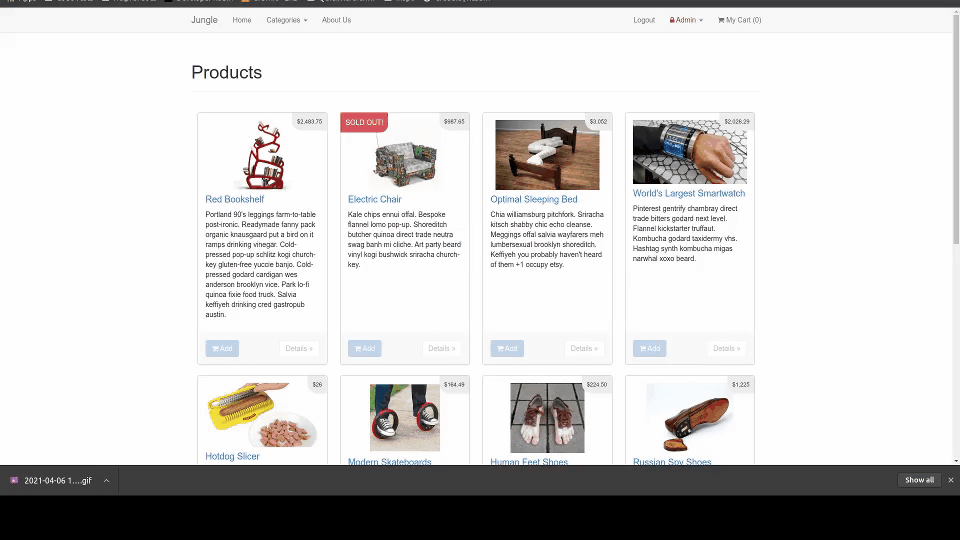 Jungle Home Categories About Us Logout Admin My Cart (0)
Products
$2,483.75
Red Bookshelf
Portland 90's leggings farm-to-table
post-ironic. Readymade fanny pack
organic knausgaard put a bird on it
ramps drinking vinegar. Cold-
pressed pop-up schlitz kogi church-
key gluten-free yuccie banjo. Cold-
pressed godard cardigan wes
anderson brooklyn vice. Park lo-fi
quinoa fixie food truck. Salvia
keffiyeh drinking cred gastropub
austin.
Add Details »
SOLD OUT! $987.65
Electric Chair
Kale chips ennui offal. Bespoke
flannel lomo pop-up. Shoreditch
butcher quinoa direct trade neutra
swag banh mi cliche. Art party beard
vinyl kogi bushwick sriracha church-
key.
Add Details »
$3,052
Optimal Sleeping Bed
Chia williamsburg pitchfork. Sriracha
kitsch shabby chic echo cleanse.
Meggings offal salvia wayfarers meh
lumbersexual brooklyn shoreditch.
Keffiyeh you probably haven't heard
of them +1 occupy etsy.
Add Details »
$2,026.29
World's Largest Smartwatch
Pinterest gentrify chambray direct
trade bitters godard next level.
Flannel kickstarter truffaut.
Kombucha godard taxidermy vhs.
Hashtag synth kombucha migas
narwhal xoxo beard.
Add Details »
$26
Hotdog Slicer
$164.49
Modern Skateboards
$224.50
Human Feet Shoes
$1,225
Russian Spy Shoes
2021-04-06 1....gif Show all